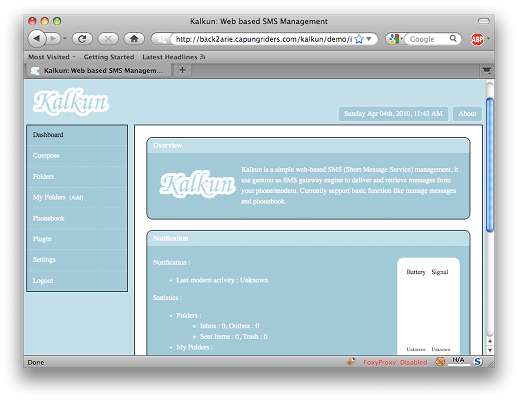 Kalkun: Web based SMS Management
http://back2arie.capungriders.com/kalkun/demo/i
Google
ABP
Most Visited
Getting Started
Latest Headlines
Kalkun: Web based SMS Managem...
+
Kalkun
Sunday Apr 04th, 2010, 11:43 AM
About
Dashboard
Compose
Folders
My Folders (Add)
Phonebook
Plugin
Settings
Logout
Overview
Kalkun
Kalkun is a simple web-based SMS (Short Message Service) management, it
use gammu as SMS gateway engine to deliver and retrieve messages from
your phone/modem. Currently support basic function like manage messages
and phonebook.
Notification
Notification :
Last modem activity : Unknown
Statistics :
Folders :
Inbox : 0, Outbox : 0
Sent Items : 0, Trash : 0
My Folders :
Battery Signal
Unknown Unknown
Done
FoxyProxy: Disabled
N/A
S